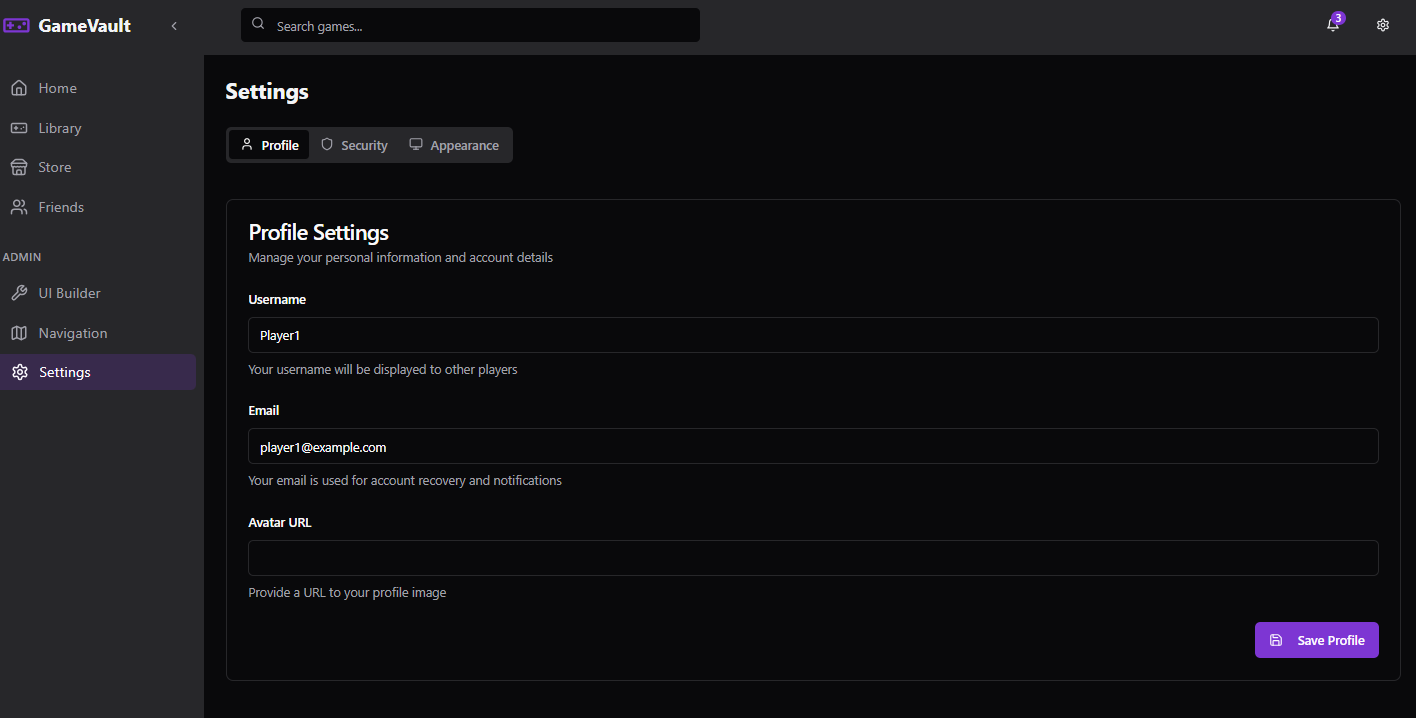 GameVault
Search games...
3
Home
Library
Store
Friends
ADMIN
UI Builder
Navigation
Settings
Settings
Profile
Security
Appearance
Profile Settings
Manage your personal information and account details
Username
Player1
Your username will be displayed to other players
Email
player1@example.com
Your email is used for account recovery and notifications
Avatar URL
Provide a URL to your profile image
Save Profile